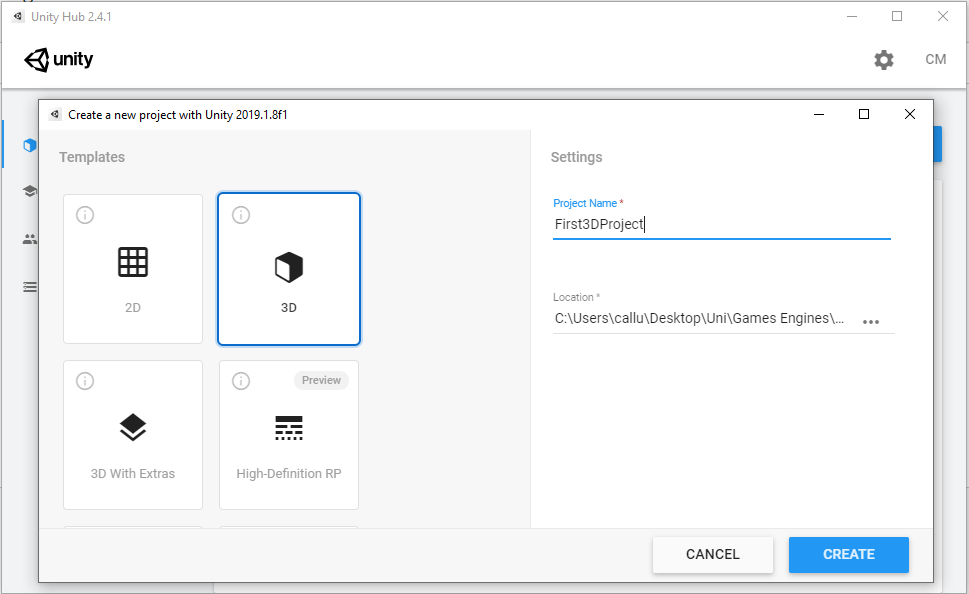 Unity Hub 2.4.1
unity
CM
Create a new project with Unity 2019.1.8f1
Templates
Settings
Project Name *
First3DProject
2D
3D
Location *
C:\Users\callu\Desktop\Uni\Games Engines\...
Preview
3D With Extras
High-Definition RP
CANCEL
CREATE